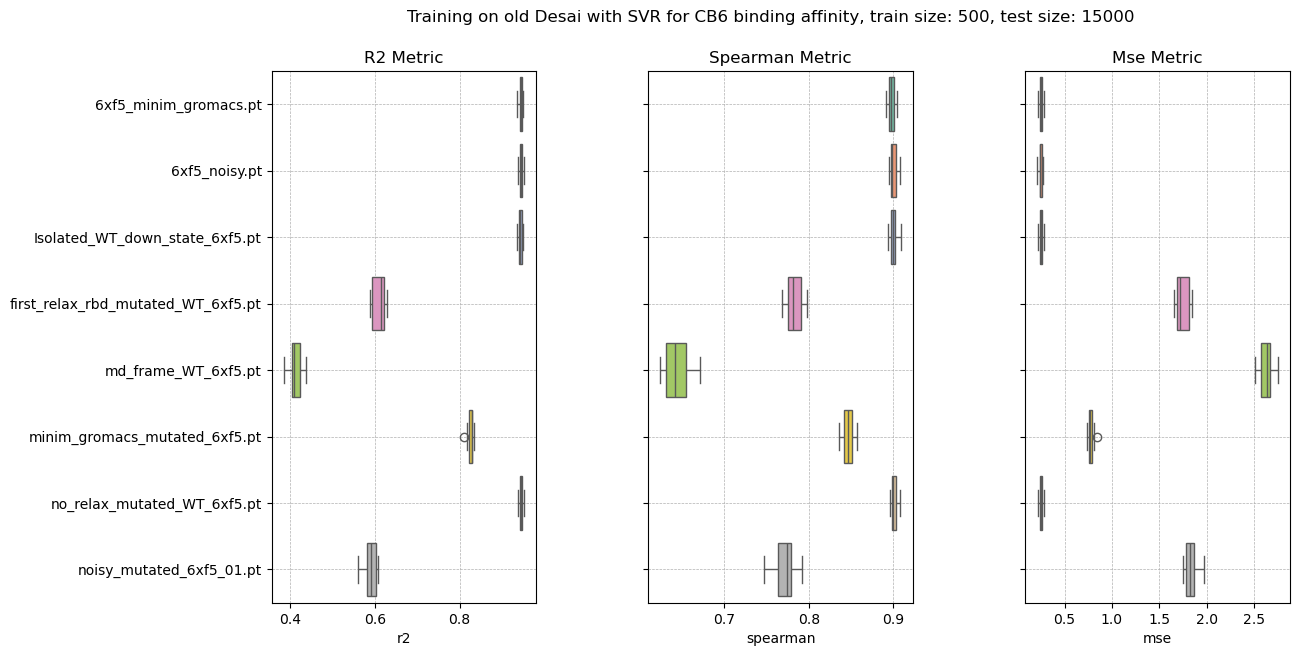 Training on old Desai with SVR for CB6 binding affinity, train size: 500, test size: 15000
R2 Metric
Spearman Metric
Mse Metric
6xf5_minim_gromacs.pt
6xf5_noisy.pt
Isolated_WT_down_state_6xf5.pt
first_relax_rbd_mutated_WT_6xf5.pt
md_frame_WT_6xf5.pt
minim_gromacs_mutated_6xf5.pt
no_relax_mutated_WT_6xf5.pt
noisy_mutated_6xf5_01.pt
0.4 0.6 0.8
r2
0.7 0.8 0.9
spearman
0.5 1.0 1.5 2.0 2.5
mse